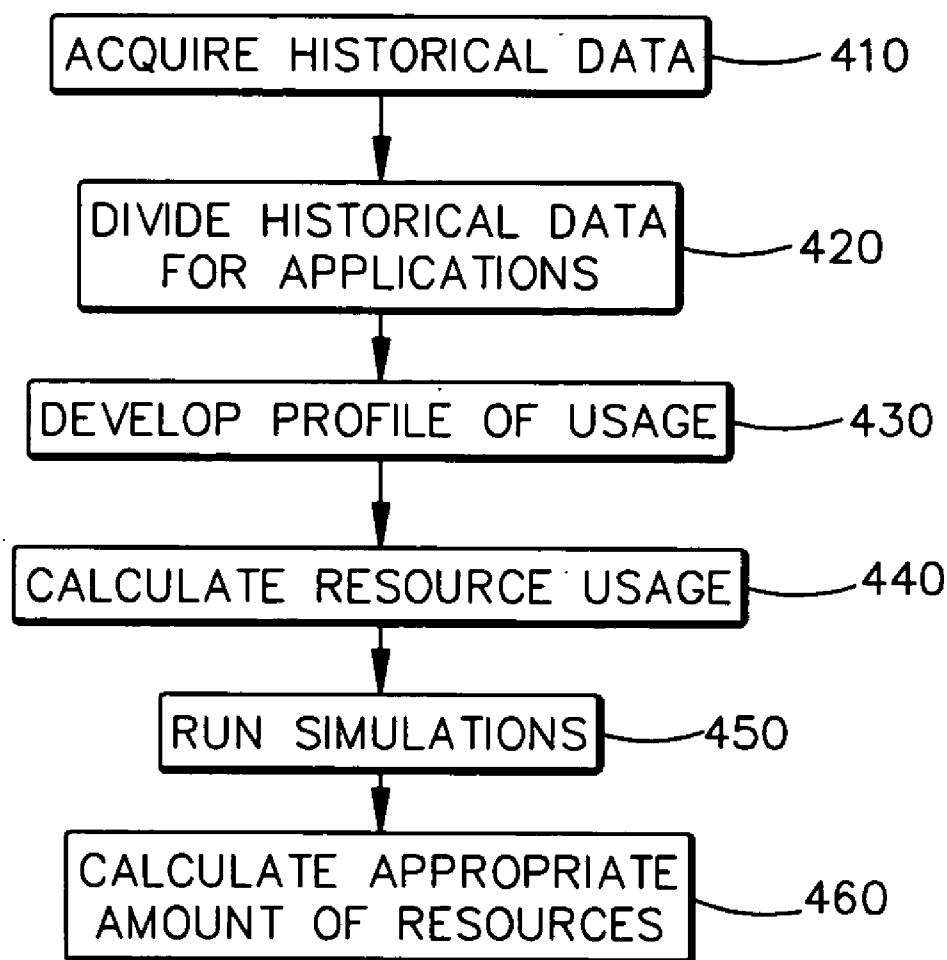 ACQUIRE HISTORICAL DATA 410
DIVIDE HISTORICAL DATA
FOR APPLICATIONS 420
DEVELOP PROFILE OF USAGE 430
CALCULATE RESOURCE USAGE 440
RUN SIMULATIONS 450
CALCULATE APPROPRIATE
AMOUNT OF RESOURCES 460